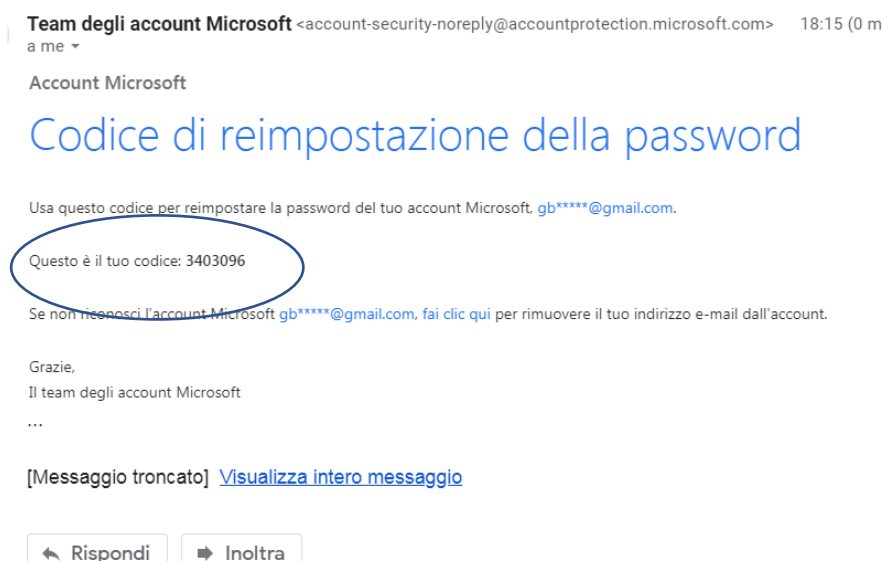 Team degli account Microsoft <account-security-noreply@accountprotection.microsoft.com> 18:15 (0 m
a me
Account Microsoft
Codice di reimpostazione della password
Usa questo codice per reimpostare la password del tuo account Microsoft, gb*****@gmail.com.
Questo è il tuo codice: 3403096
Se non riconosci l'account Microsoft gb*****@gmail.com, fai clic qui per rimuovere il tuo indirizzo e-mail dall'account.
Grazie,
Il team degli account Microsoft
...
[Messaggio troncato] Visualizza intero messaggio
Rispondi Inoltra